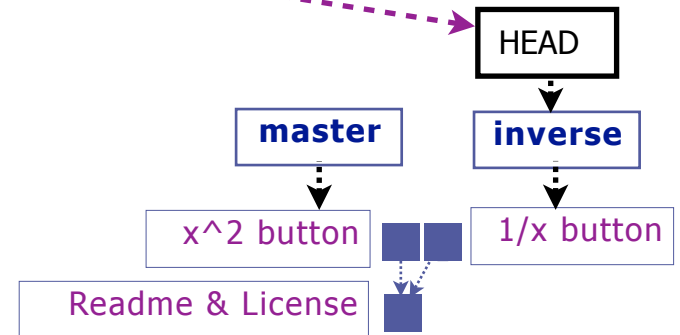 HEAD
master
inverse
x^2 button
1/x button
Readme & License